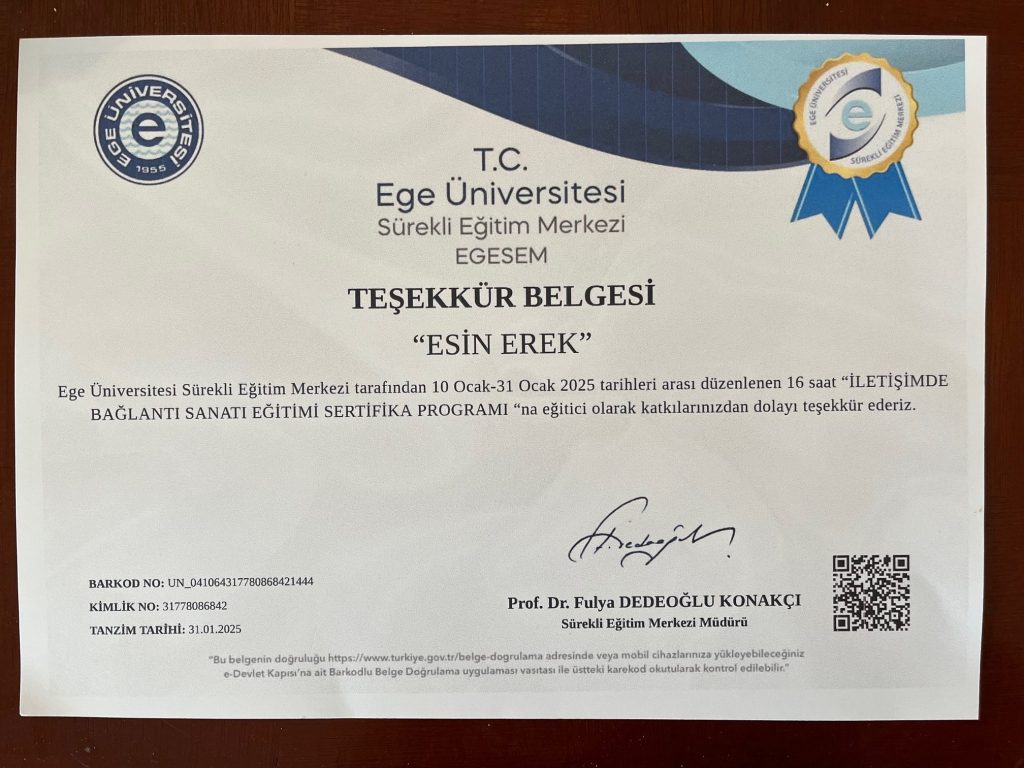 EGE ÜNİVERSİTESİ
e
1955
EGE ÜNİVERSİTESİ
e
SÜREKLİ EĞİTİM MERKEZİ
T.C.
Ege Üniversitesi
Sürekli Eğitim Merkezi
EGESEM
TEŞEKKÜR BELGESİ
“ESİN EREK”
Ege Üniversitesi Sürekli Eğitim Merkezi tarafından 10 Ocak-31 Ocak 2025 tarihleri arası düzenlenen 16 saat “İLETİŞİMDE
BAĞLANTI SANATI EĞİTİMİ SERTİFİKA PROGRAMI “na eğitici olarak katkılarınızdan dolayı teşekkür ederiz.
BARKOD NO: UN_041064317780868421444
KİMLİK NO: 31778086842
TANZİM TARİHİ: 31.01.2025
Prof. Dr. Fulya DEDEOĞLU KONAKÇI
Sürekli Eğitim Merkezi Müdürü
“Bu belgenin doğruluğu https://www.turkiye.gov.tr/belge-dogrulama adresinde veya mobil cihazlarınıza yükleyebileceğiniz
e-Devlet Kapısı’na ait Barkodlu Belge Doğrulama uygulaması vasıtası ile üstteki karekod okutularak kontrol edilebilir.”